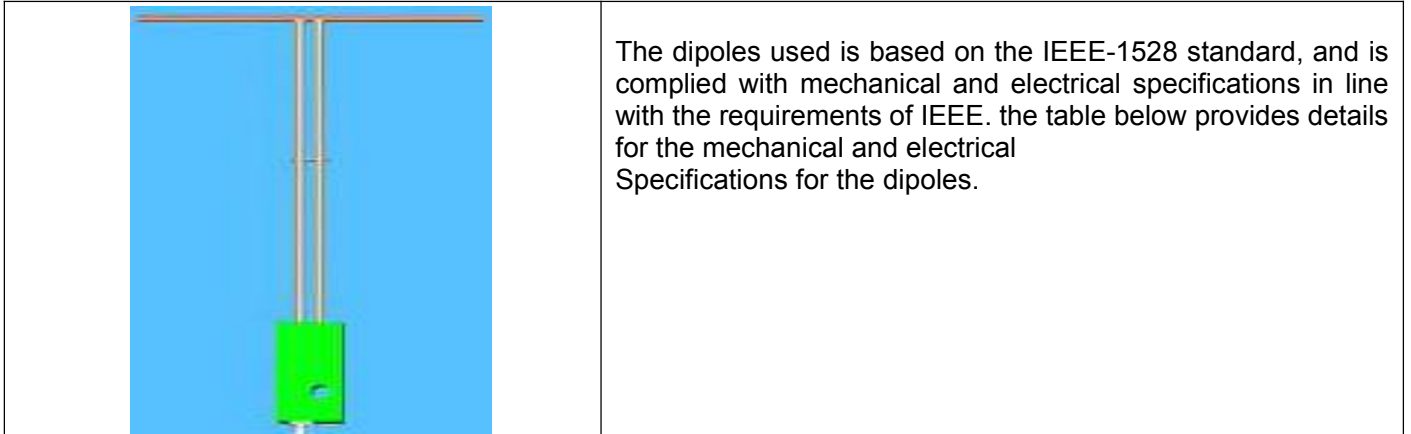 The dipoles used is based on the IEEE-1528 standard, and is
complied with mechanical and electrical specifications in line
with the requirements of IEEE. the table below provides details
for the mechanical and electrical
Specifications for the dipoles.